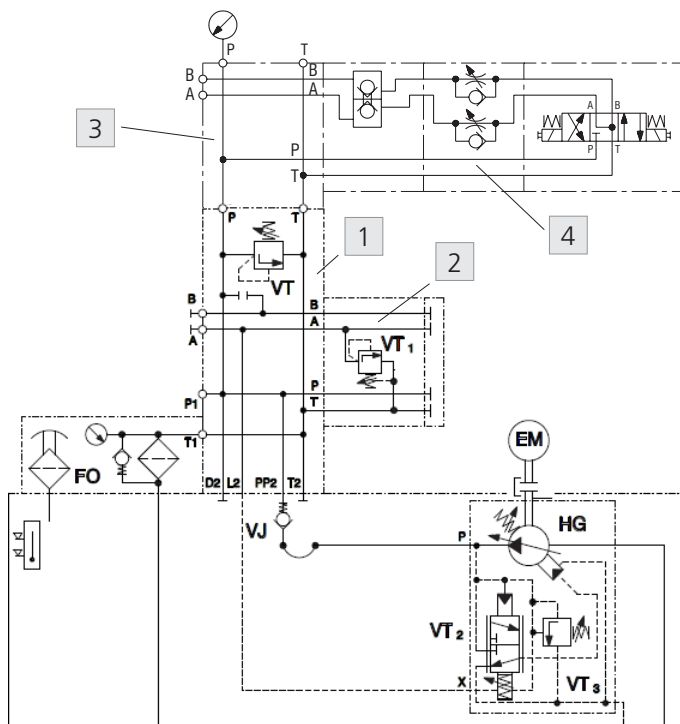 P T
B B
A A
A B
3
P P T
T
4
P T
1
VT
2
B B
A A
VT1
P
P1
T
T1
EM
FO
D2 L2 PP2 T2
HG
VJ
P
VT2
X
VT3